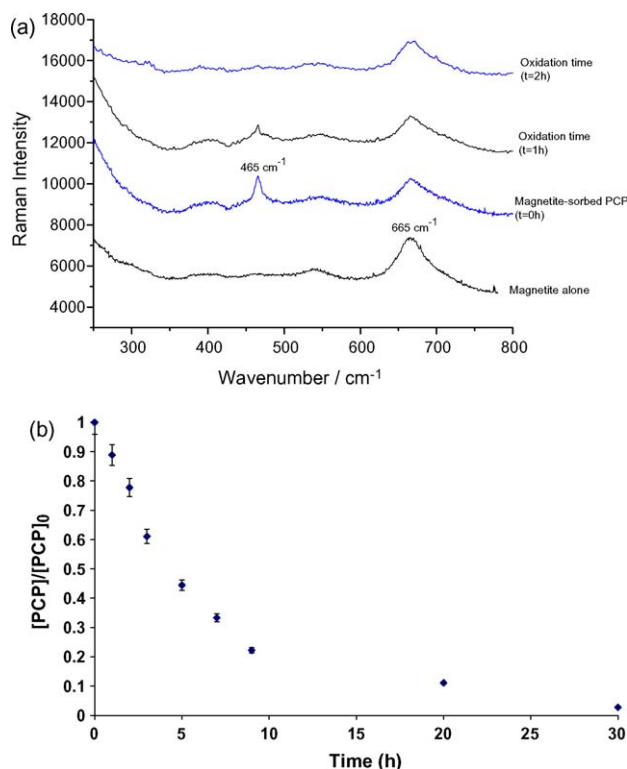 (a)
18000
16000
14000
12000
10000
8000
6000
4000
Raman Intensity
Oxidation time
(t=2h)
Oxidation time
(t=1h)
465 cm⁻¹
Magnetite-sorbed PCP
(t=0h)
665 cm⁻¹
Magnetite alone
300 400 500 600 700 800
Wavenumber / cm⁻¹
(b)
1
0.9
0.8
0.7
0.6
0.5
0.4
0.3
0.2
0.1
0
[PCP]/[PCP]₀
0 5 10 15 20 25 30
Time (h)